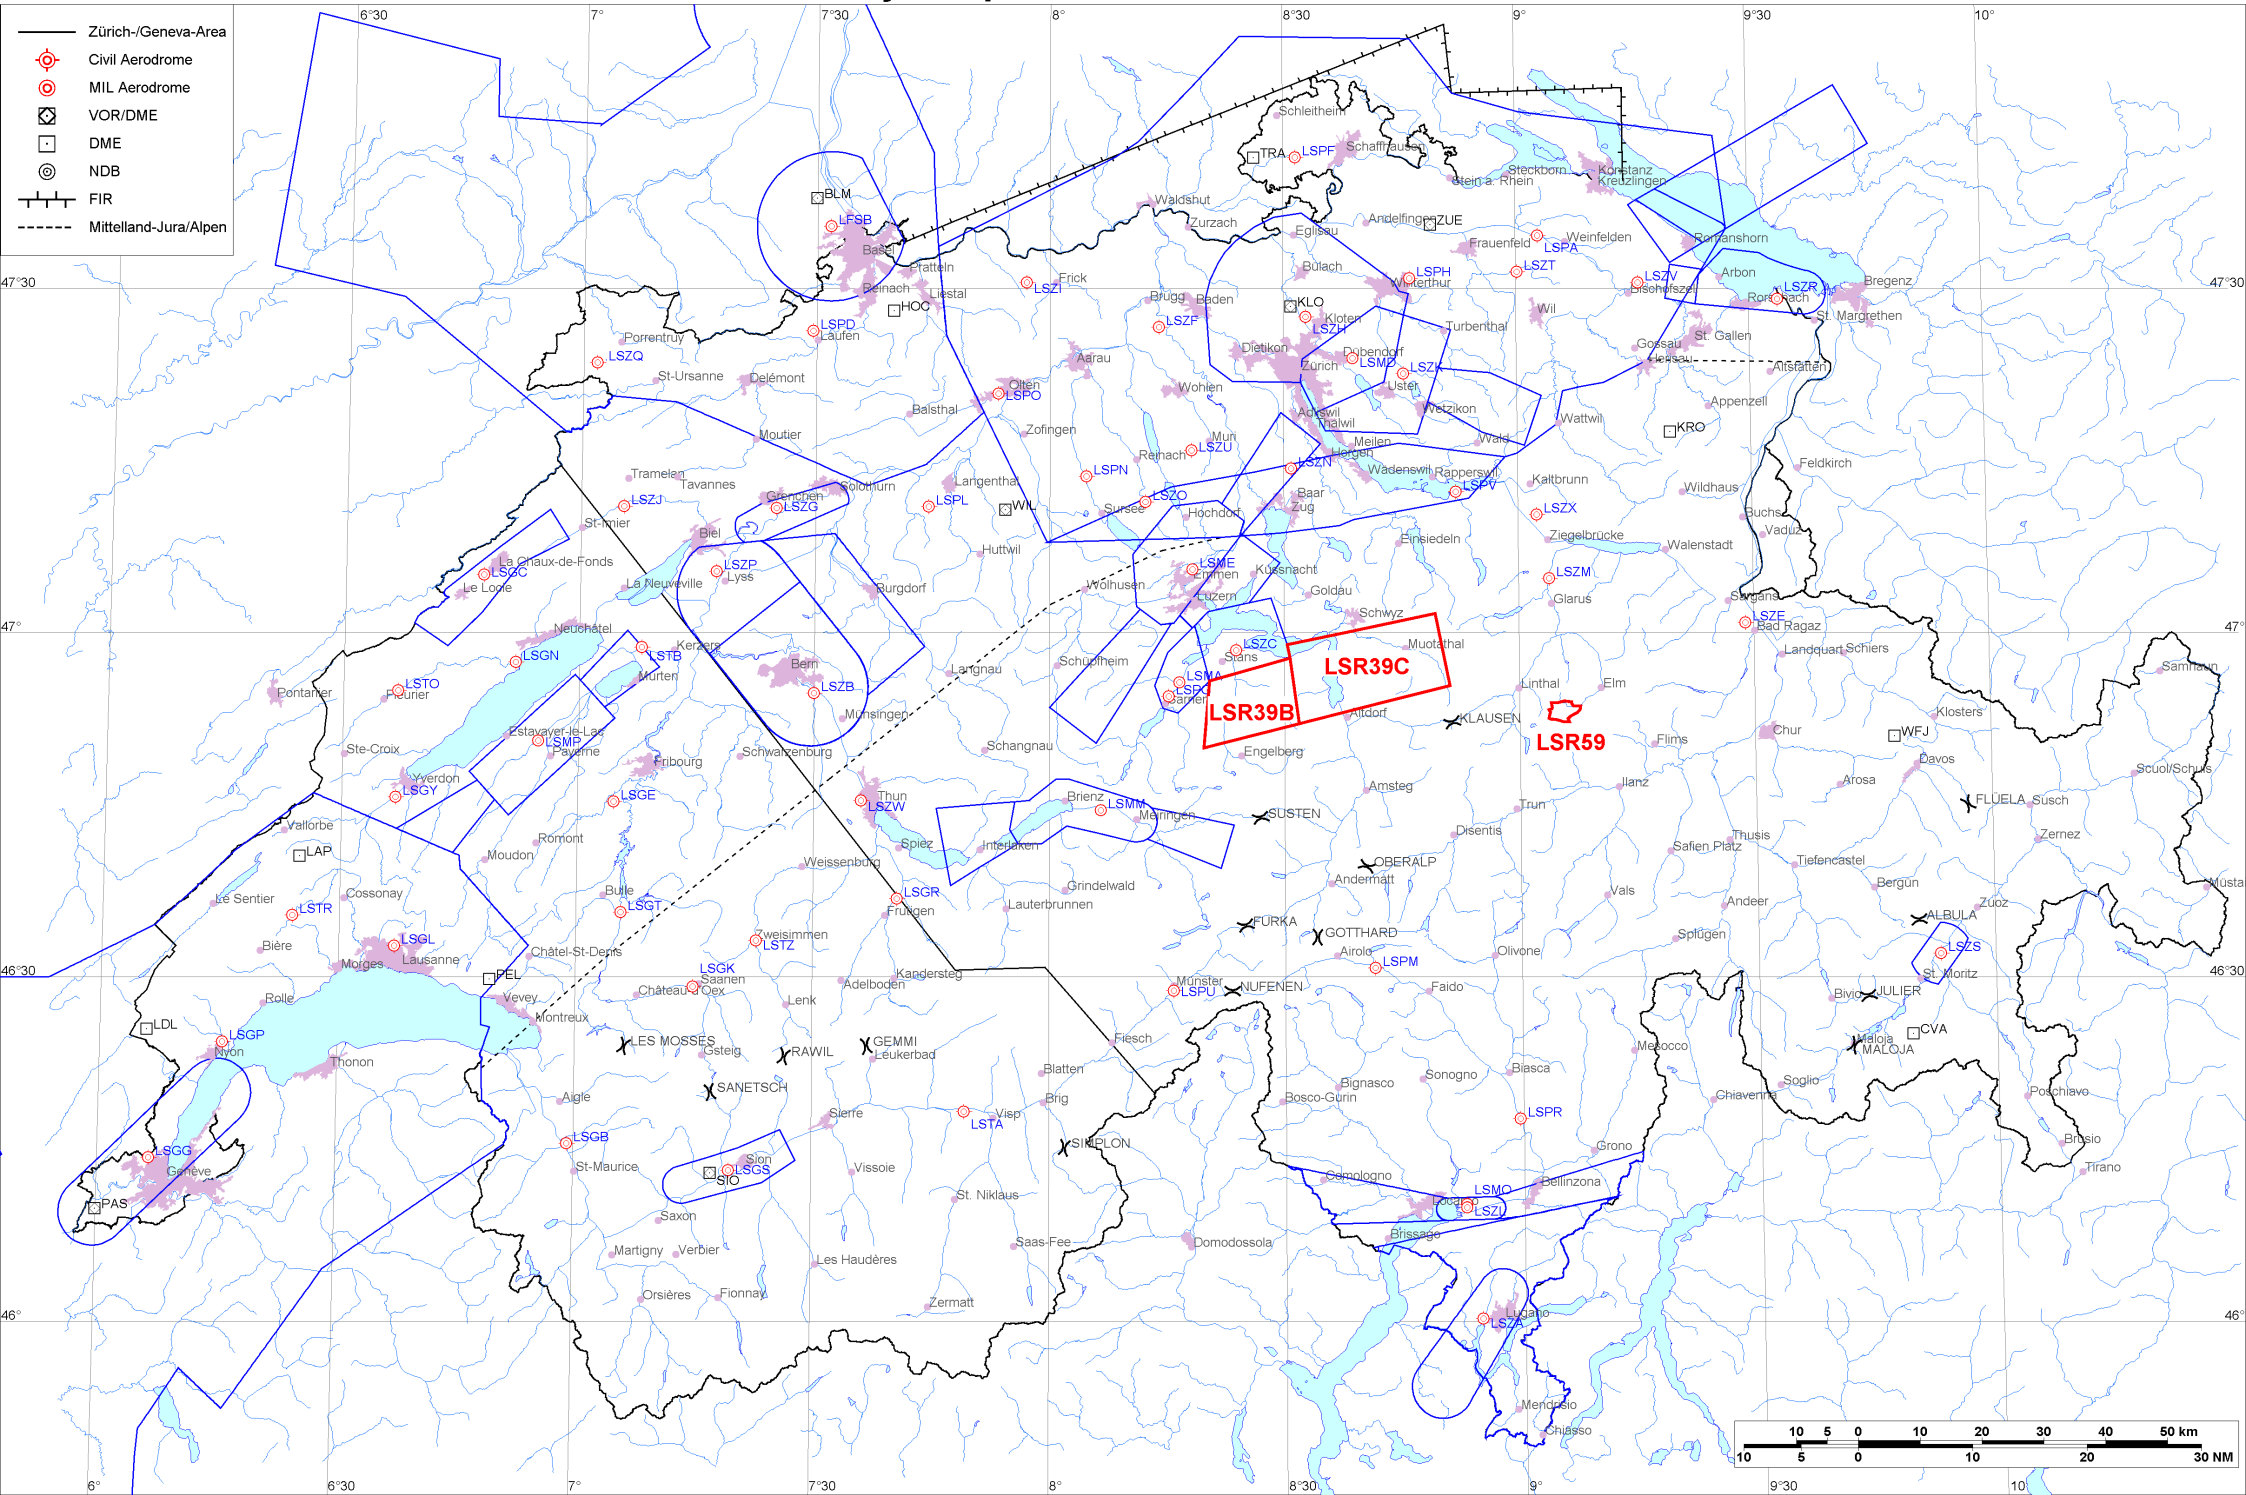 6°30
7°
7°30
8°
8°30
9°
9°30
10°
Zürich-/Geneva-Area
Civil Aerodrome
MIL Aerodrome
VOR/DME
DME
NDB
FIR
Mittelland-Jura/Alpen
Schleitheim
TRA
LSPF
Schaffhausen
Stein a. Rhein
Steckborn
Konstanz
Kreuzlingen
BLM
LFSB
Basel
Waldshut
Zurzach
Eglisau
Andelfingen
ZUE
Frauenfeld
LSPA
Weinfelden
Romanshorn
Pratteln
Reinach
Liestal
HOC
LSZI
Frick
Bülach
LSPH
Winterthur
LSZT
LSZV
Bischofszell
Arbon
LSZR
Rorschach
Bregenz
St. Margrethen
47°30
47°30
Brugg
Baden
KLO
Kloten
LSZH
LSZF
Turbenthal
Wil
St. Gallen
Gossau
Herisau
Altstätten
LSPD
Laufen
Porrentruy
LSZQ
St-Ursanne
Delémont
Aarau
Dietikon
Zürich
Dübendorf
LSMD
LSZK
Uster
Wetzikon
Olten
LSPO
Wohlen
Balsthal
Zofingen
Adliswil
Thalwil
Appenzell
Wattwil
KRO
Moutier
Muri
LSZU
Reinach
Meilen
Horgen
Wald
Wädenswil
Rapperswil
LSPV
Feldkirch
Tramelan
Tavannes
Grenchen
LSZG
Solothurn
Langenthal
LSPL
WIL
LSPN
LSZN
LSZO
Sursee
Hochdorf
Baar
Zug
Kaltbrunn
LSZX
Wildhaus
Buchs
Vaduz
LSZJ
St-Imier
Biel
Einsiedeln
Ziegelbrücke
Walenstadt
La Chaux-de-Fonds
LSGC
Le Locle
La Neuveville
LSZP
Lyss
Burgdorf
Huttwil
Wolhusen
LSME
Emmen
Luzern
Küssnacht
Goldau
LSZM
Glarus
Sargans
LSZE
Bad Ragaz
47°
47°
Neuchâtel
LSGN
LSTB
Kerzers
Murten
Bern
LSZB
Langnau
Schüpfheim
LSZC
Stans
LSMA
LSPG
Sarnen
Schwyz
Muotathal
LSR39C
LSR39B
Altdorf
KLAUSEN
Linthal
Elm
LSR59
Landquart
Schiers
Samnaun
Klosters
Pontarlier
LSTO
Fleurier
Estavayer-le-Lac
LSMP
Payerne
Münsingen
Ste-Croix
Schwarzenburg
Schangnau
Engelberg
Flims
Chur
WFJ
Davos
Scuol/Schuls
Yverdon
LSGY
Fribourg
LSGE
Thun
LSZW
Brienz
LSMM
Meiringen
SUSTEN
Amsteg
Trun
Ilanz
Arosa
FLÜELA
Susch
Vallorbe
LAP
Romont
Moudon
Weissenburg
Spiez
Interlaken
Disentis
OBERALP
Andermatt
Safien Platz
Thusis
Tiefencastel
Zernez
Le Sentier
Cossonay
LSTR
Bulle
LSGT
LSGR
Frutigen
Lauterbrunnen
Grindelwald
Vals
Andeer
Bergün
Zuoz
Müstai
ALBULA
FURKA
GOTTHARD
Bière
LSGL
Lausanne
Morges
Châtel-St-Denis
Zweisimmen
LSTZ
Airolo
LSPM
Olivone
Splügen
LSZS
St. Moritz
46°30
46°30
PEL
Rolle
Vevey
Montreux
LSGK
Saanen
Château-d'Oex
Lenk
Adelboden
Kandersteg
Münster
LSPU
NUFENEN
Faido
Bivio
JULIER
LDL
LSGP
Nyon
Thonon
LES MOSSES
Gsteig
RAWIL
GEMMI
Leukerbad
Fiesch
Mesocco
Maloja
MALOJA
CVA
Aigle
SANETSCH
Blatten
Brig
Bignasco
Bosco-Gurin
Sonogno
Biasca
Chiavenna
Soglio
Poschiavo
LSGB
Sierre
LSTA
Visp
SIMPLON
LSPR
Grono
Brusio
Tirano
LSGG
Genève
PAS
St-Maurice
Sion
LSGS
SIO
Vissoie
St. Niklaus
Comologno
LSMO
Locarno
LSZL
Bellinzona
Saxon
Martigny
Verbier
Les Haudères
Saas-Fee
Domodossola
Brissago
Orsières
Fionnay
Zermatt
46°
46°
Lugano
LSZA
Mendrisio
Chiasso
10 5 0 10 20 30 40 50 km
10 5 0 10 20 30 NM
6°
6°30
7°
7°30
8°
8°30
9°
9°30
10°